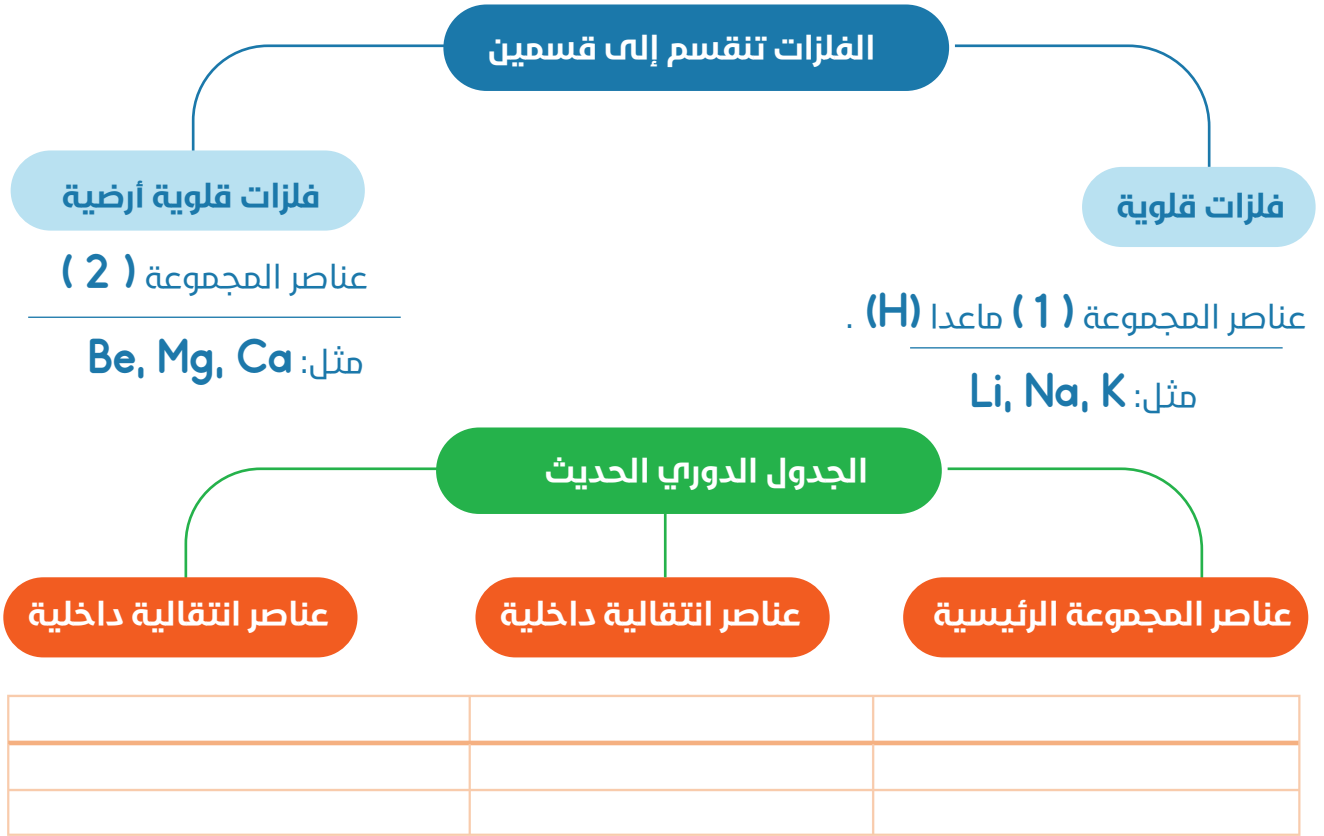 الفلزات تنقسم إلى قسمين
فلزات قلوية
فلزات قلوية أرضية
عناصر المجموعة ( 1 ) ماعدا (H) .
مثل: Li, Na, K
عناصر المجموعة ( 2 )
مثل: Be, Mg, Ca
الجدول الدوري الحديث
عناصر المجموعة الرئيسية
عناصر انتقالية داخلية
عناصر انتقالية داخلية